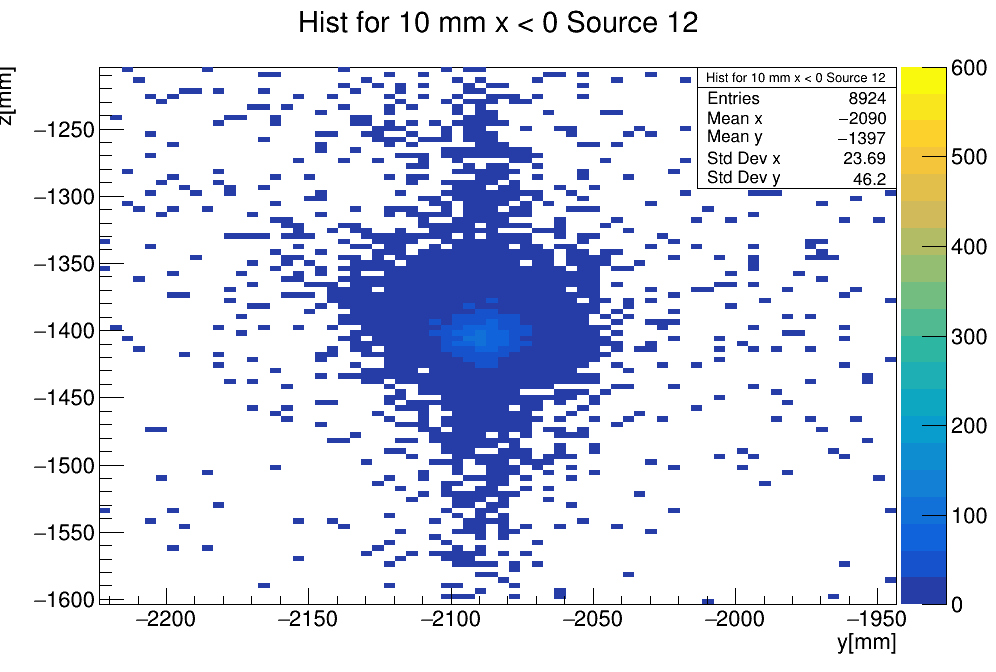 Hist for 10 mm x < 0 Source 12
z[mm]
Hist for 10 mm x < 0 Source 12
Entries 8924
Mean x −2090
Mean y −1397
Std Dev x 23.69
Std Dev y 46.2
−1250
−1300
−1350
−1400
−1450
−1500
−1550
−1600
−2200 −2150 −2100 −2050 −2000 −1950
y[mm]
600
500
400
300
200
100
0